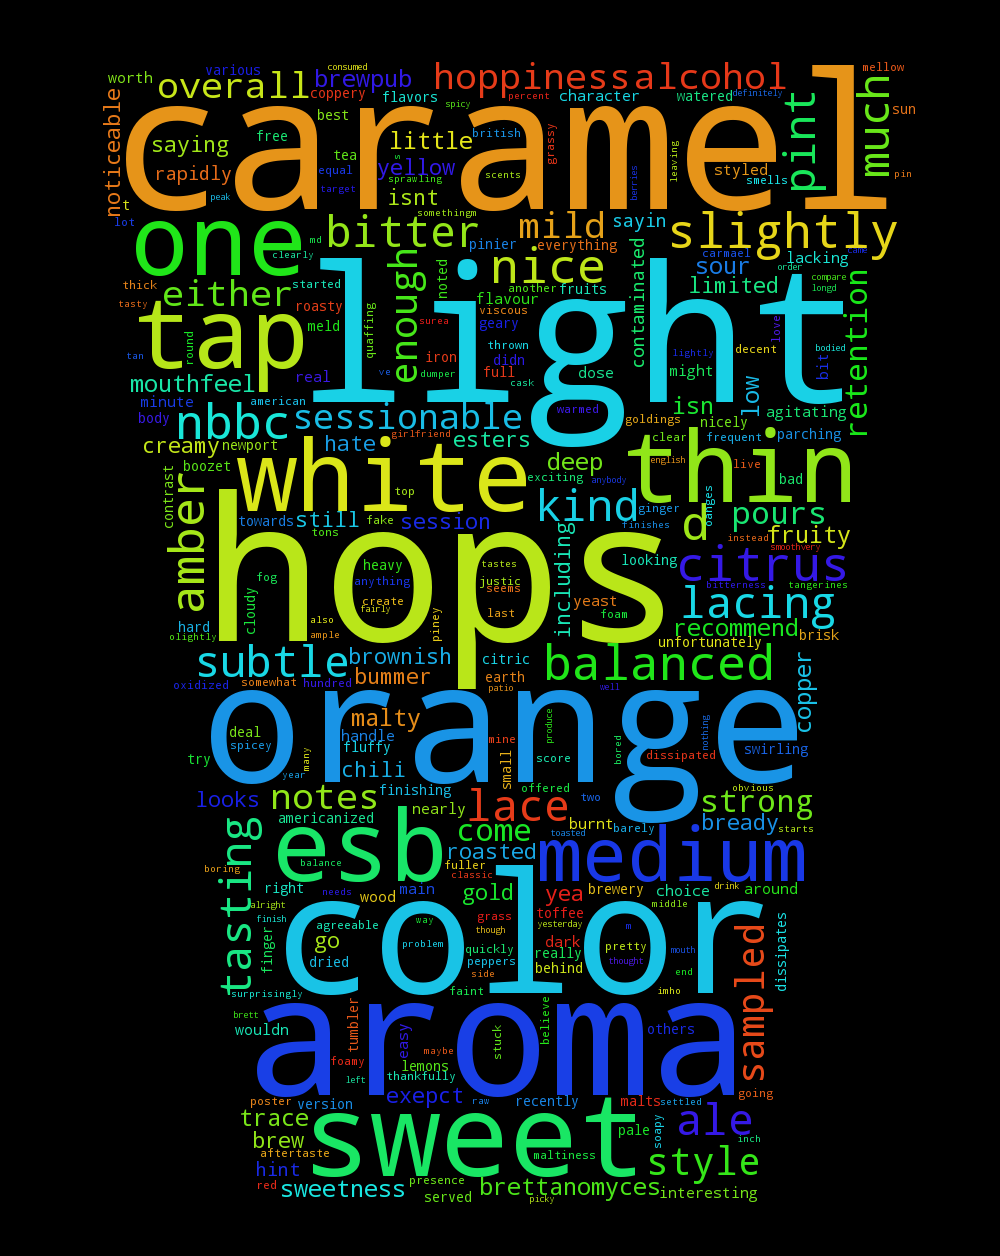 consumed
various
worth
overall
brewpub
hoppiness
alcohol
mellow
much
noticeable
coppery
flavors
percent
character
watered
definitely
pint
sun
caramel
saying
free
best
little
spicy
british
grassy
rapidly
tea
yellow
s
equal
sprawling
scents
target
berries
leaving
styled
smells
pin
peak
isnt
t
lot
one
md
clearly
bitter
somethingm
pinier
mild
everything
sayin
slightly
same
carmael
lacking
order
thick
started
enough
noted
nice
another
fruits
contaminated
sour
limited
compare
longd
tasty
either
roasty
quaffing
flavour
viscous
retention
tap
round
meld
surea
geary
light
love
tan
real
ve
iron
didn
thrown
lightly
decent
bit
bodied
mouthfeel
dumper
full
cask
dose
might
low
minute
american
body
nbbc
sessionable
warmed
isn
agitating
goldings
nicely
creamy
newport
hate
girlfriend
esters
clear
frequent
parching
boozet
white
top
deep
exciting
anybody
english
thin
live
bad
contrast
amber
towards
still
fake
session
kind
ginger
finishes
d
oanges
pours
tons
instead
fruity
smoothvery
hops
fog
heavy
tastes
anything
justic
seems
including
looking
citrus
bitterness
tangerines
cloudy
create
fairly
last
yeast
foam
lacing
hard
olightly
also
ample
piney
recommend
brisk
unfortunately
subtle
brownish
citric
balanced
copper
oxidized
somewhat
hundred
bummer
earth
patio
well
orange
deal
spicey
malty
handle
fluffy
mine
produce
bored
nothing
dissipated
swirling
try
many
year
chili
small
score
finishing
offered
two
obvious
looks
notes
nearly
lace
strong
americanized
come
toasted
burnt
barely
bready
starts
tasting
esb
balance
roasted
medium
boring
fuller
classic
right
needs
wood
main
gold
yea
brewery
choice
drink
around
alright
finish
agreeable
way
grass
though
toffee
yesterday
middle
m
color
finger
go
dried
problem
quickly
peppers
side
dark
really
behind
pretty
thought
mouth
end
dissipates
surprisingly
faint
imho
sampled
brett
wouldn
tumbler
aroma
easy
stuck
believe
others
foamy
maybe
left
thankfully
lemons
going
poster
version
exepct
raw
recently
malts
settled
trace
sweet
pale
soapy
ale
inch
brew
aftertaste
maltiness
style
hint
red
sweetness
presence
served
brettanomyces
picky
interesting